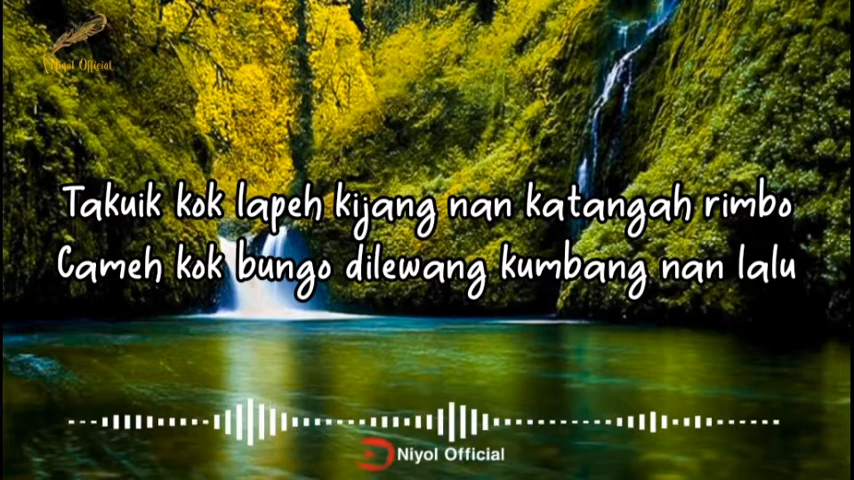 Niyol Official
Takuik kok lapeh kijang nan katangah rimbo
Cameh kok bungo dilewang kumbang nan lalu
Niyol Official